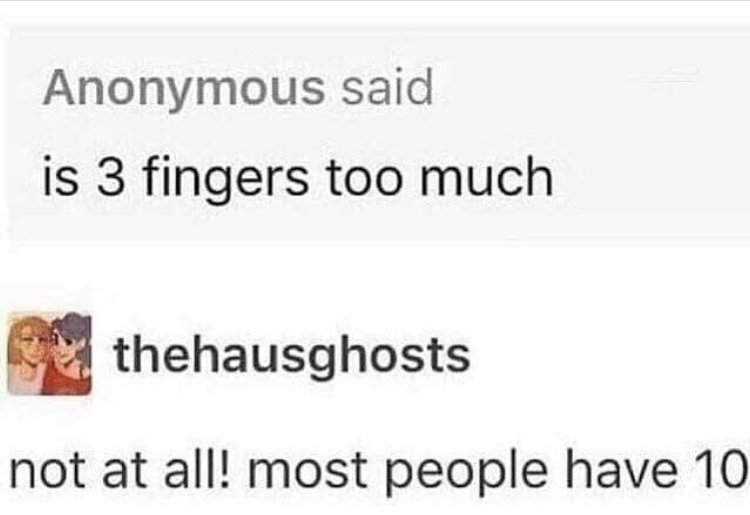 Anonymous said
is 3 fingers too much
thehausghosts
not at all! most people have 10